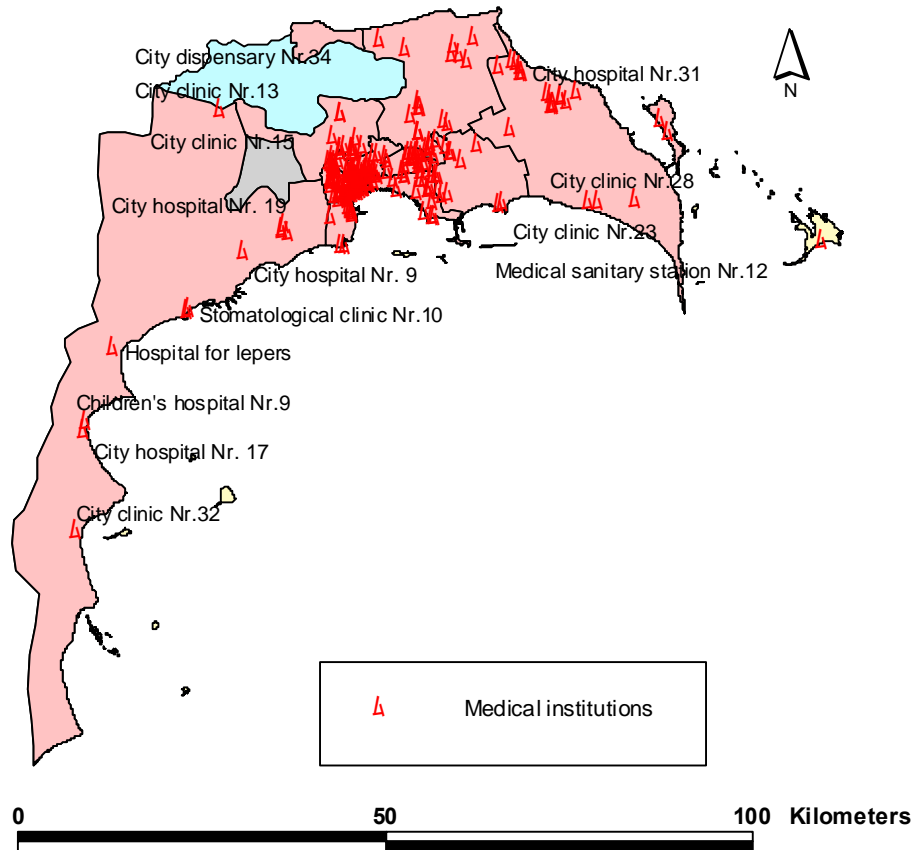 City dispensary Nr.34
City hospital Nr.31
City clinic Nr.13
N
City clinic Nr.15
City clinic Nr.28
City hospital Nr. 19
City clinic Nr.23
Medical sanitary station Nr.12
City hospital Nr. 9
Stomatological clinic Nr.10
Hospital for lepers
Children's hospital Nr.9
City hospital Nr. 17
City clinic Nr.32
Medical institutions
0 50 100 Kilometers